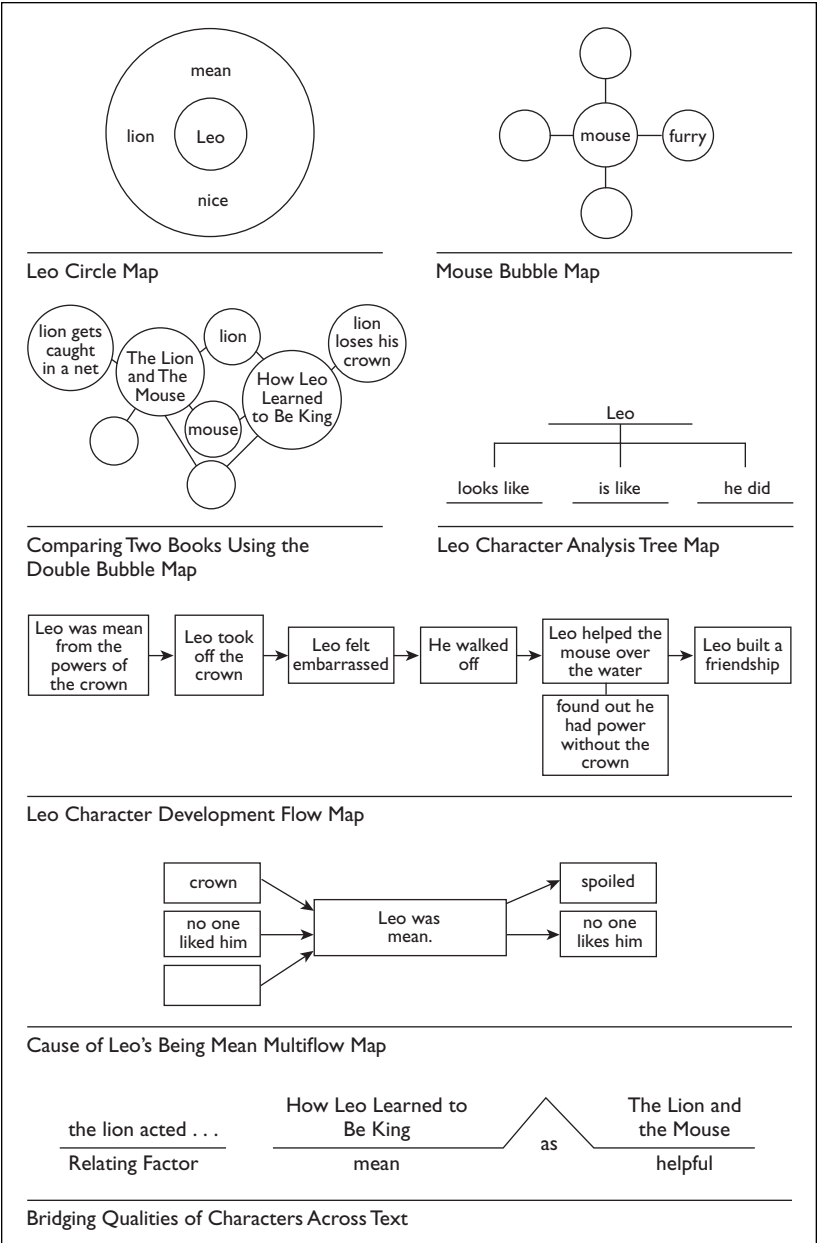 mean
lion
Leo
nice
Leo Circle Map
mouse
furry
Mouse Bubble Map
lion gets
caught
in a net
The Lion
and The
Mouse
lion
How Leo
Learned
to Be King
lion
loses his
crown
mouse
Comparing Two Books Using the
Double Bubble Map
Leo
looks like
is like
he did
Leo Character Analysis Tree Map
Leo was mean
from the
powers of
the crown
Leo took
off the
crown
Leo felt
embarrassed
He walked
off
Leo helped the
mouse over
the water
found out he
had power
without the
crown
Leo built a
friendship
Leo Character Development Flow Map
crown
no one
liked him
Leo was
mean.
spoiled
no one
likes him
Cause of Leo’s Being Mean Multiflow Map
the lion acted . . .
Relating Factor
How Leo Learned to
Be King
mean
as
The Lion and
the Mouse
helpful
Bridging Qualities of Characters Across Text